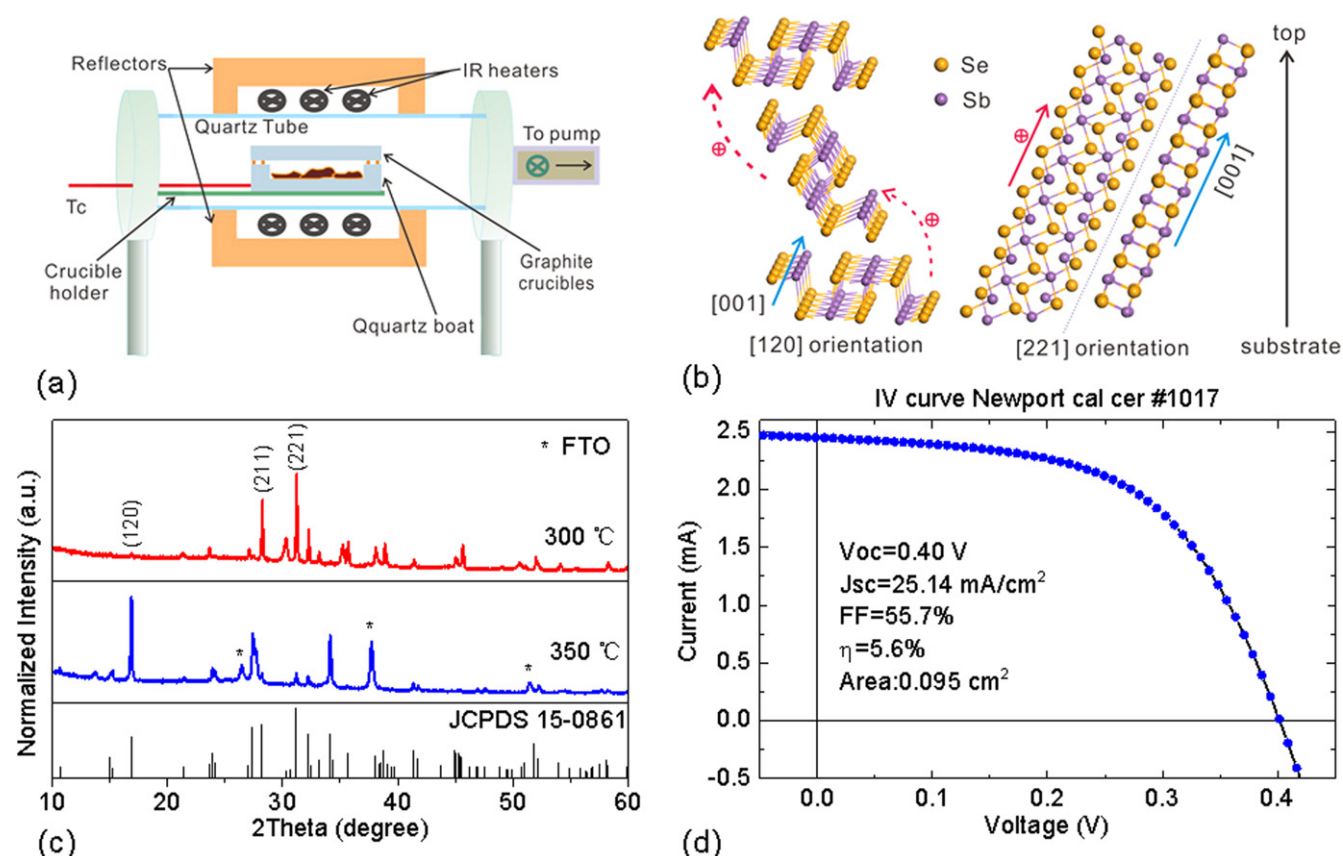 Reflectors
IR heaters
Quartz Tube
To pump
Tc
Crucible
holder
Graphite
crucibles
Qquartz boat
(a)
Se
Sb
top
⊕
⊕
⊕
[001]
[001]
[120] orientation
[221] orientation
substrate
(b)
Normalized Intensity (a.u.)
(120)
(211)
(221)
* FTO
300 ℃
*
*
*
350 ℃
JCPDS 15-0861
10 20 30 40 50 60
2Theta (degree)
(c)
IV curve Newport cal cer #1017
Current (mA)
2.5
2.0
1.5
1.0
0.5
0.0
-0.5
Voc=0.40 V
Jsc=25.14 mA/cm²
FF=55.7%
η=5.6%
Area:0.095 cm²
0.0 0.1 0.2 0.3 0.4
Voltage (V)
(d)